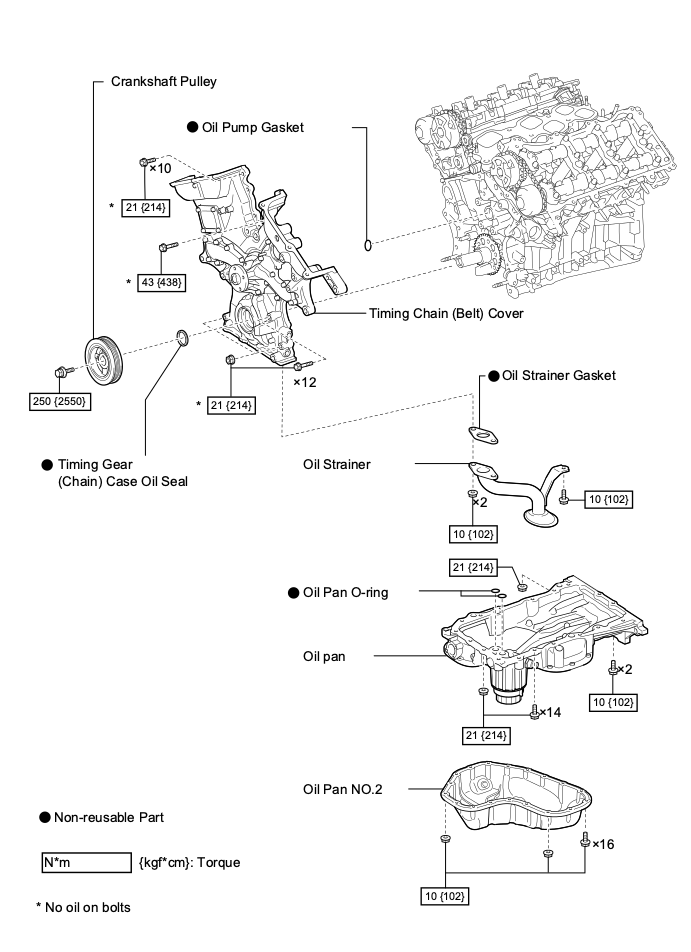 Crankshaft Pulley
● Oil Pump Gasket
×10
* 21 {214}
* 43 {438}
Timing Chain (Belt) Cover
×12
250 {2550}
* 21 {214}
● Oil Strainer Gasket
● Timing Gear
(Chain) Case Oil Seal
Oil Strainer
×2
10 {102}
10 {102}
21 {214}
● Oil Pan O-ring
Oil pan
×2
10 {102}
×14
21 {214}
Oil Pan NO.2
● Non-reusable Part
×16
N*m {kgf*cm}: Torque
10 {102}
* No oil on bolts